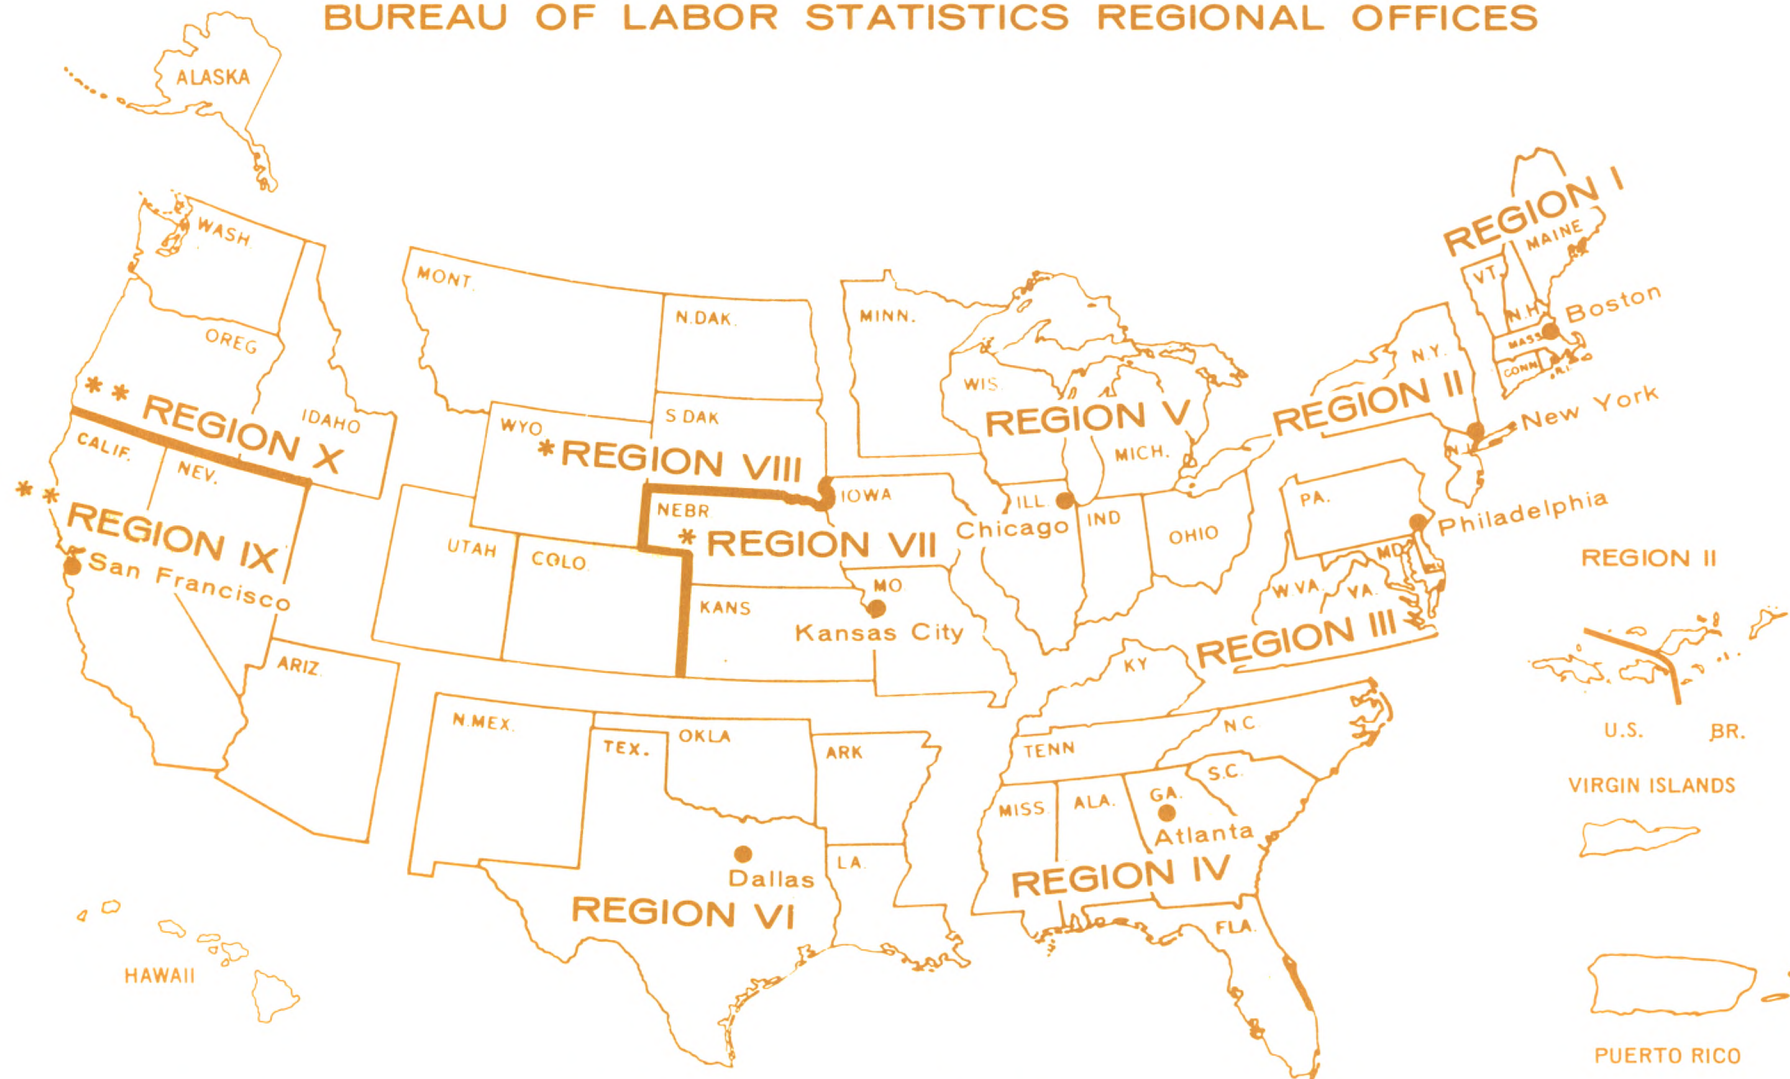 BUREAU OF LABOR STATISTICS REGIONAL OFFICES
ALASKA
REGION I
MAINE
VT.
N.H.
Boston
MASS
CONN
R.I.
WASH
OREG
IDAHO
** REGION X
MONT.
N.DAK.
S DAK
WYO
* REGION VIII
UTAH
COLO
MINN.
WIS.
REGION V
MICH.
ILL.
Chicago
IND
OHIO
N.Y.
REGION II
New York
N.J.
CALIF.
NEV.
** REGION IX
San Francisco
ARIZ.
NEBR
IOWA
* REGION VII
KANS
MO.
Kansas City
PA.
Philadelphia
MD.
W.VA.
VA.
REGION III
REGION II
U.S. BR.
VIRGIN ISLANDS
PUERTO RICO
N.MEX.
TEX.
OKLA
ARK
LA.
Dallas
REGION VI
KY
TENN
N.C
S.C.
MISS
ALA.
GA.
Atlanta
REGION IV
FLA.
HAWAII